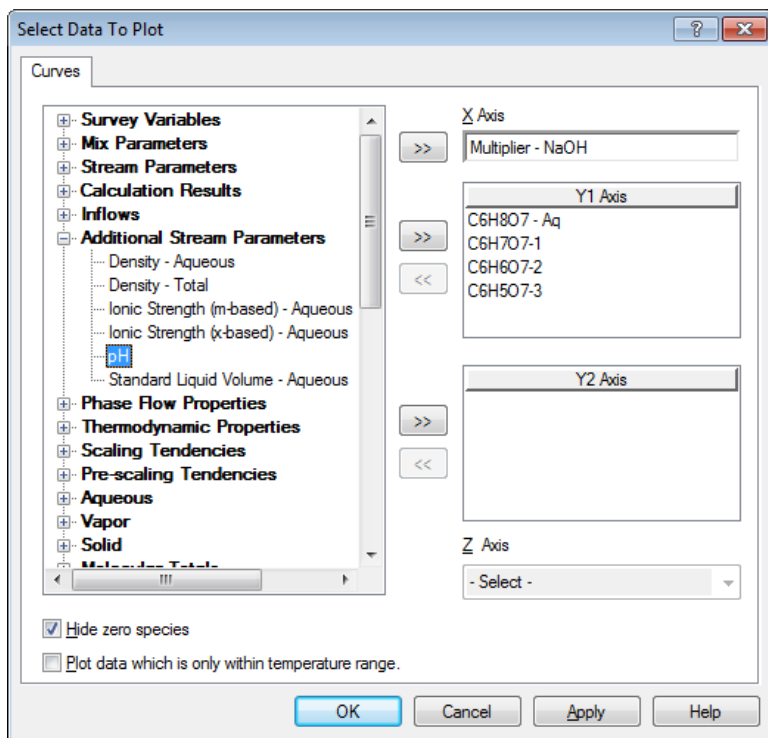 Select Data To Plot
Curves
Survey Variables
Mix Parameters
Stream Parameters
Calculation Results
Inflows
Additional Stream Parameters
Density - Aqueous
Density - Total
Ionic Strength (m-based) - Aqueous
Ionic Strength (x-based) - Aqueous
pH
Standard Liquid Volume - Aqueous
Phase Flow Properties
Thermodynamic Properties
Scaling Tendencies
Pre-scaling Tendencies
Aqueous
Vapor
Solid
Molecular Totals
>>
X Axis
Multiplier - NaOH
>>
<<
Y1 Axis
C6H8O7 - Aq
C6H7O7-1
C6H6O7-2
C6H5O7-3
>>
<<
Y2 Axis
Z Axis
- Select -
Hide zero species
Plot data which is only within temperature range.
OK
Cancel
Apply
Help